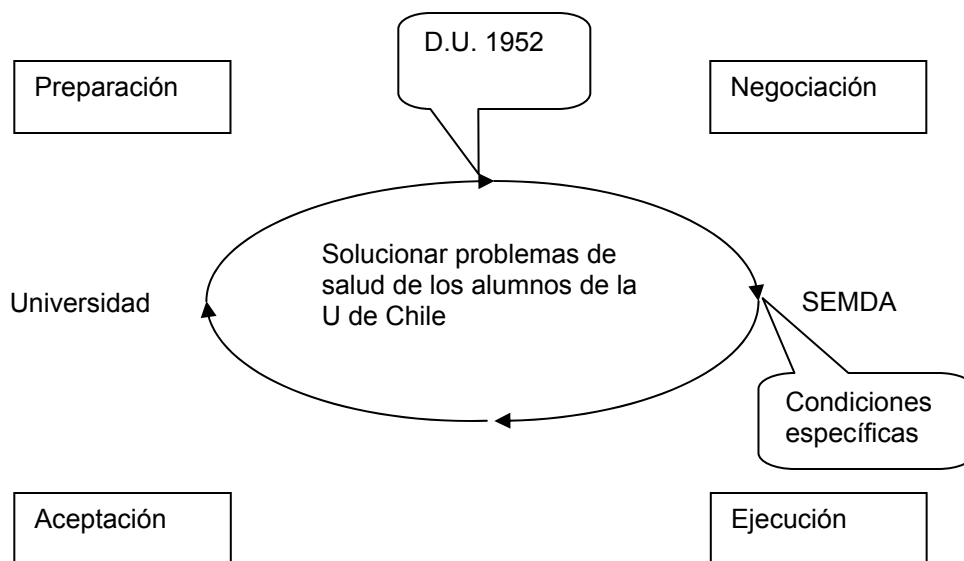 D.U. 1952
Preparación
Negociación
Solucionar problemas de
salud de los alumnos de la
U de Chile
Universidad
SEMDA
Condiciones
específicas
Aceptación
Ejecución